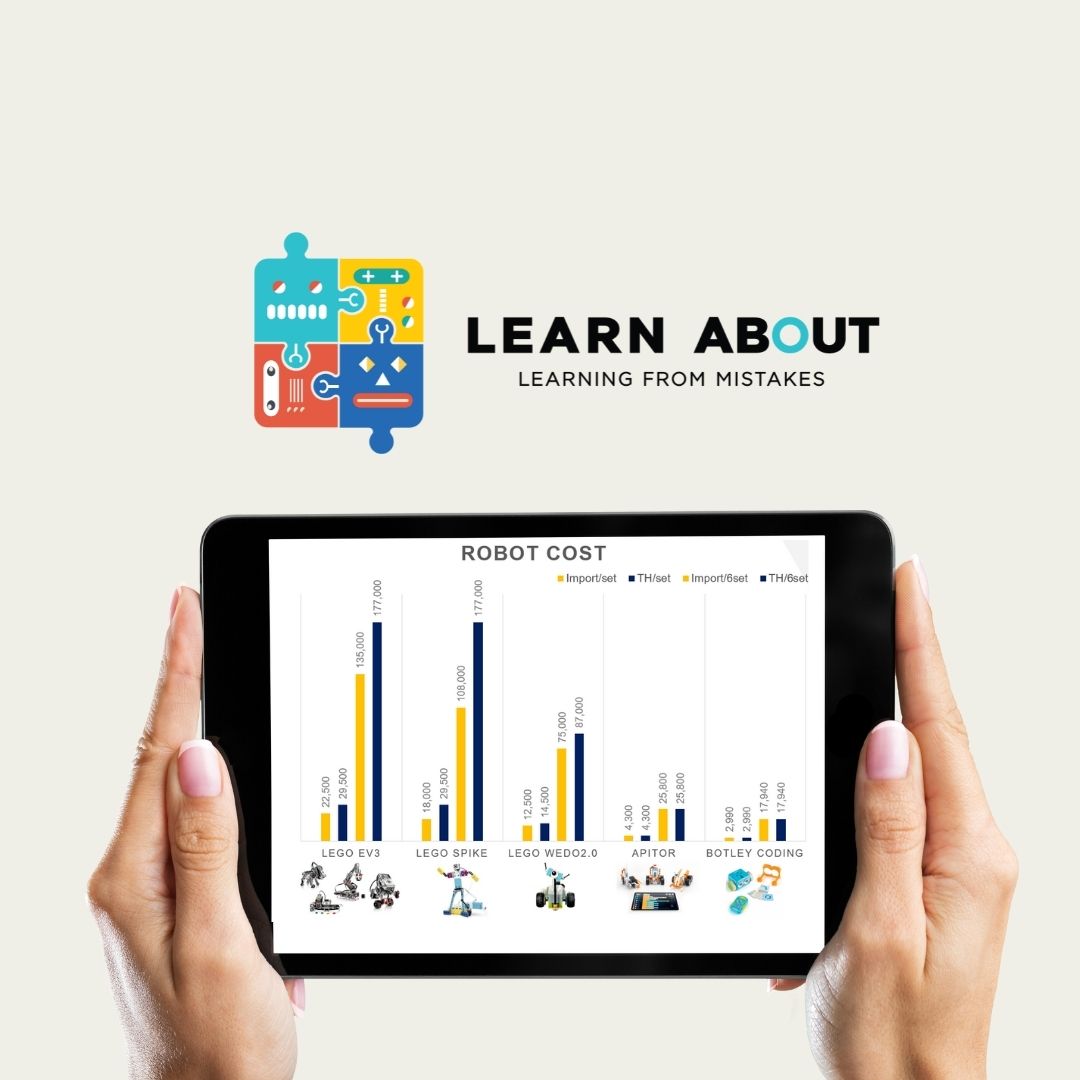 LEARN ABOUT
LEARNING FROM MISTAKES
ROBOT COST
Import/set TH/set Import/6set TH/6set
22,500 29,500 135,000 177,000
18,000 29,500 108,000 177,000
12,500 14,500 75,000 87,000
4,300 4,300 25,800 25,800
2,990 2,990 17,940 17,940
LEGO EV3 LEGO SPIKE LEGO WEDO2.0 APITOR BOTLEY CODING